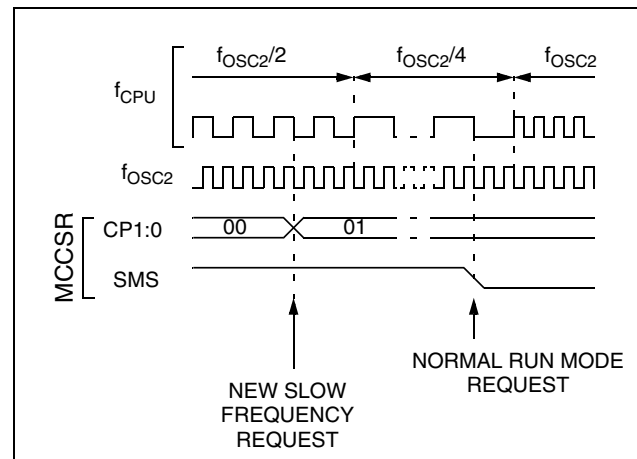 fOSC2/2 fOSC2/4 fOSC2
fCPU
fOSC2
MCCSR
CP1:0 00 01
SMS
NEW SLOW
FREQUENCY
REQUEST
NORMAL RUN MODE
REQUEST